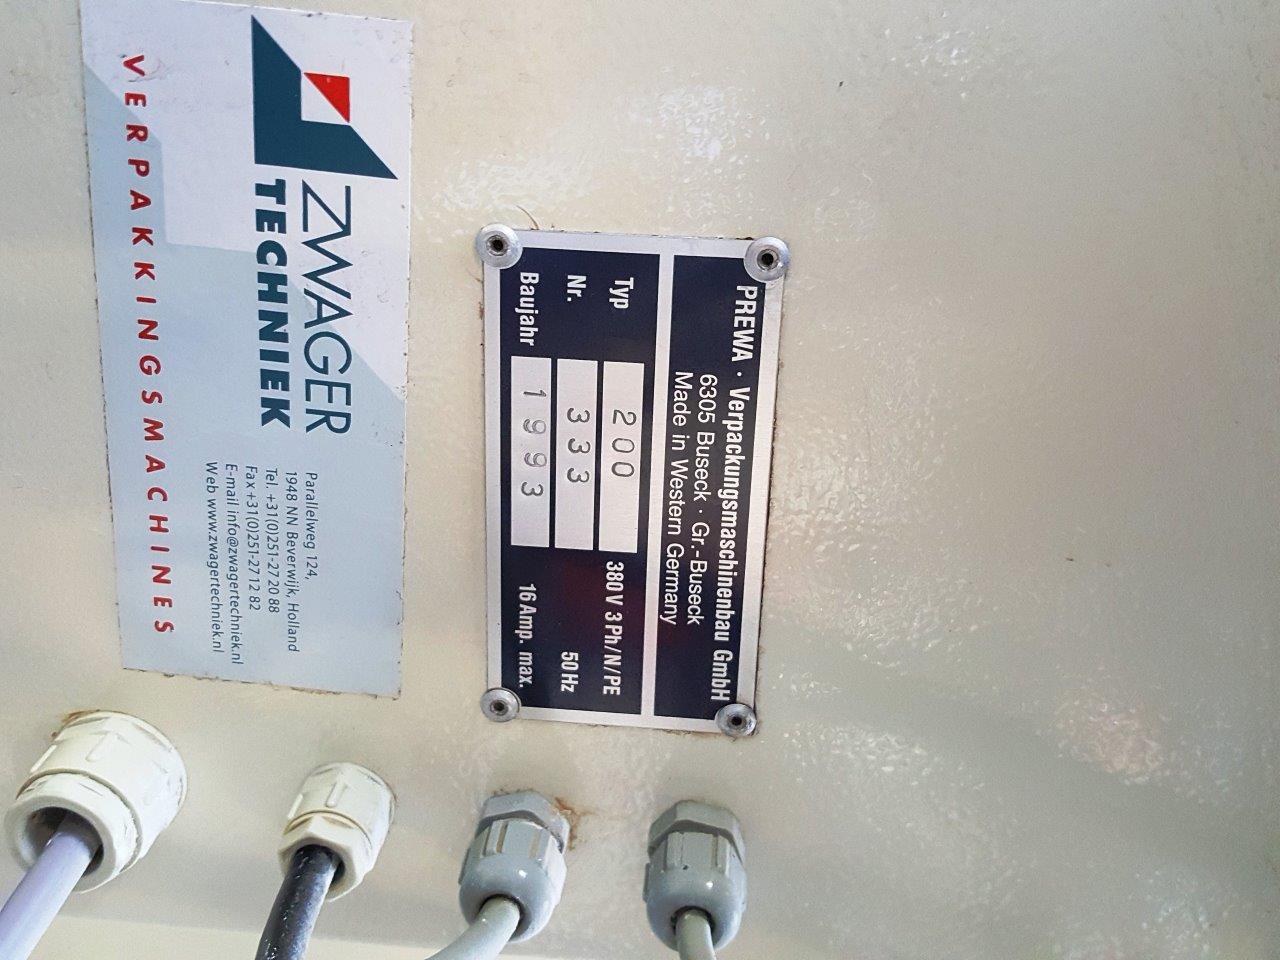 PREWA · Verpackungsmaschinenbau GmbH
6305 Buseck · Gr.-Buseck
Made in Western Germany
Typ 200 380 V 3 Ph/N/PE
Nr. 333 50 Hz
Baujahr 1993 16 Amp. max.
ZWAGER
TECHNIEK
Parallelweg 124,
1948 NN Beverwijk, Holland
Tel. +31(0)251-27 20 88
Fax +31(0)251-27 12 82
E-mail info@zwagertechniek.nl
Web www.zwagertechniek.nl
VERPAKKINGSMACHINES